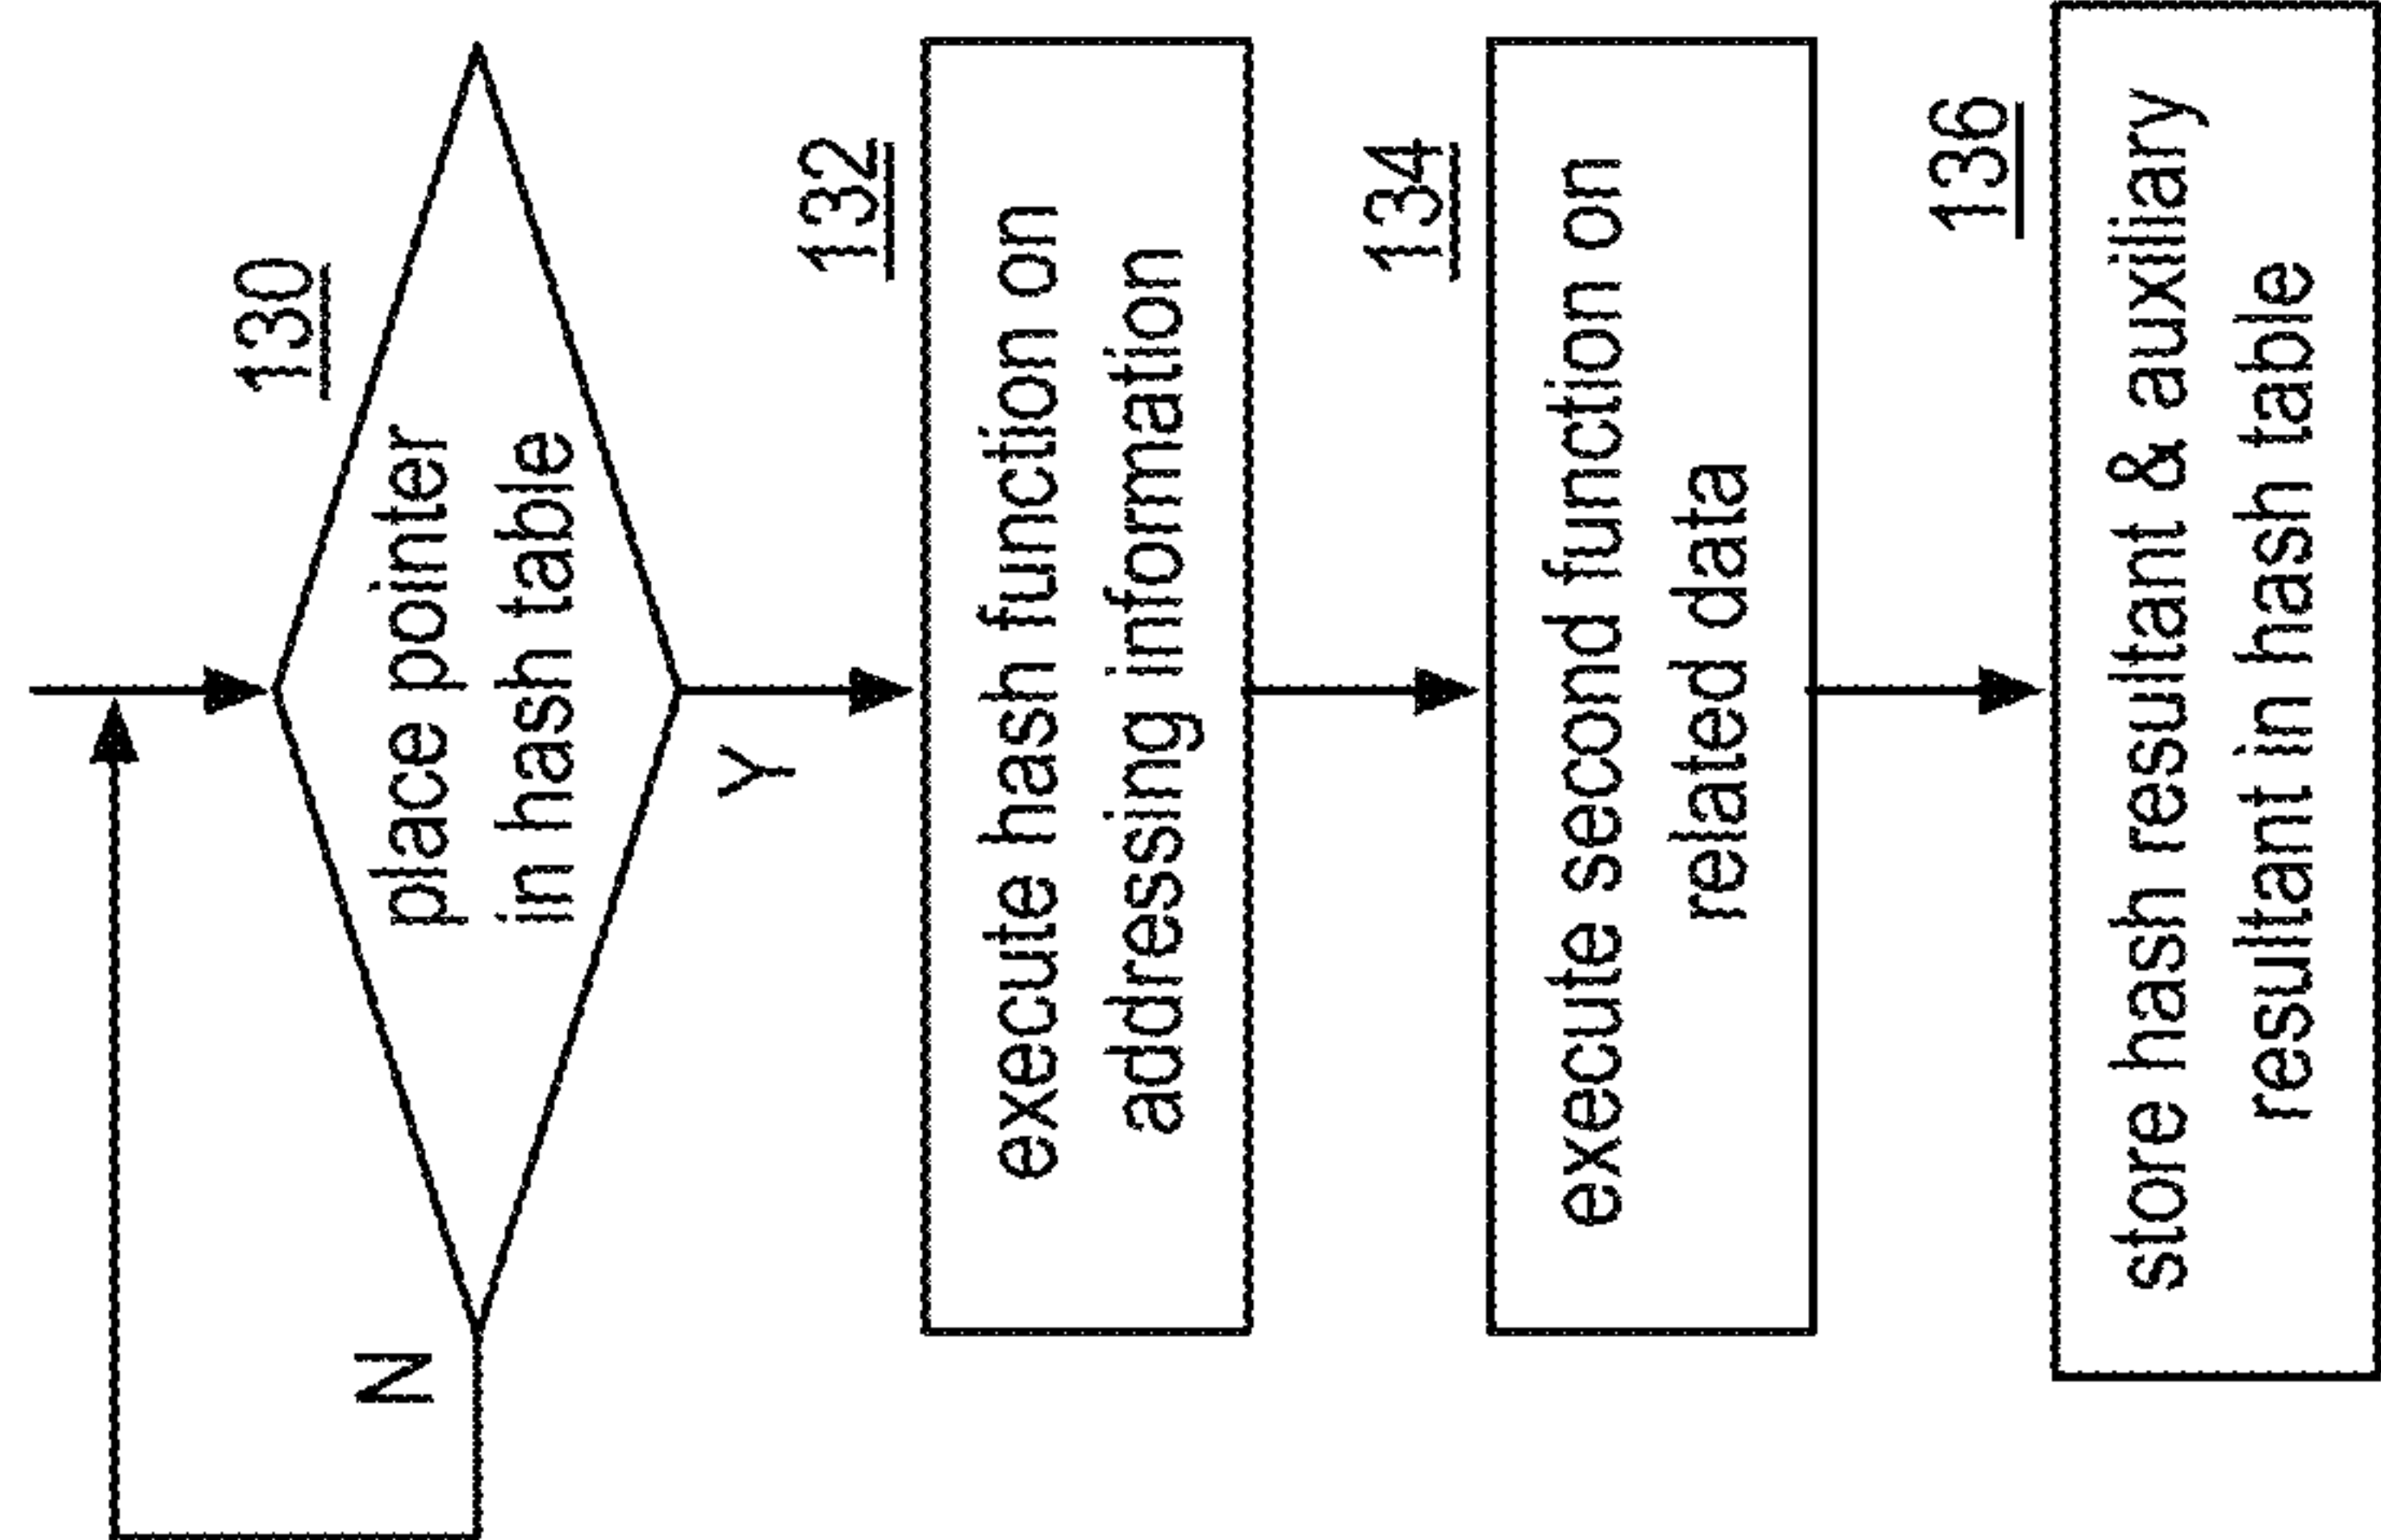 130
place pointer
in hash table
N
Y
132
execute hash function on
addressing information
134
execute second function on
related data
136
store hash resultant & auxiliary
resultant in hash table